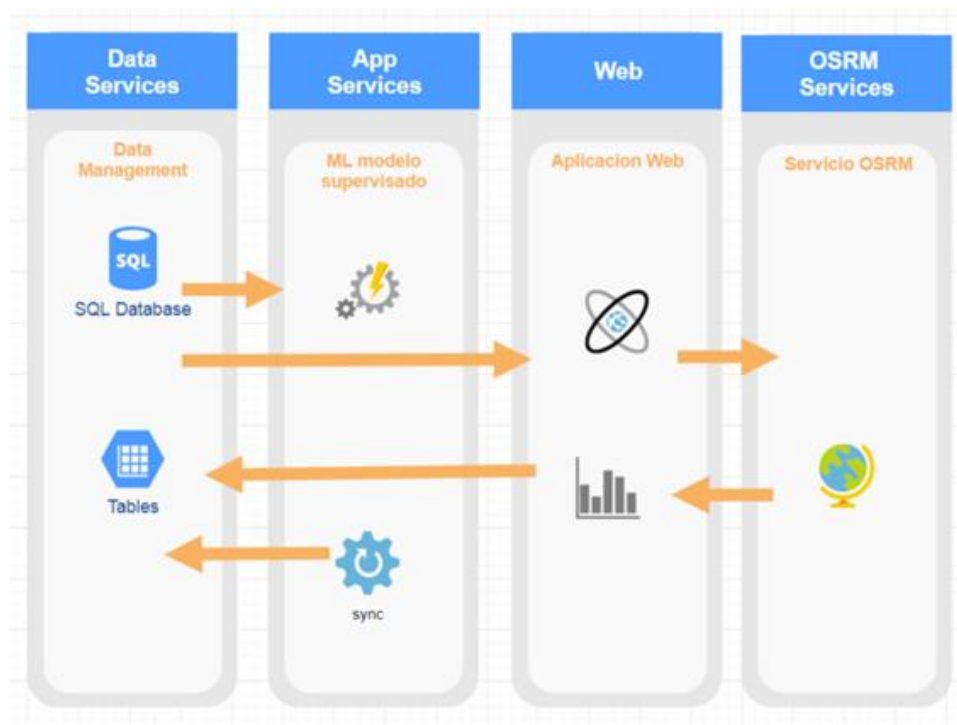 Data
Services
App
Services
Web
OSRM
Services
Data
Management
ML modelo
supervisado
Aplicacion Web
Servicio OSRM
SQL
SQL Database
Tables
sync